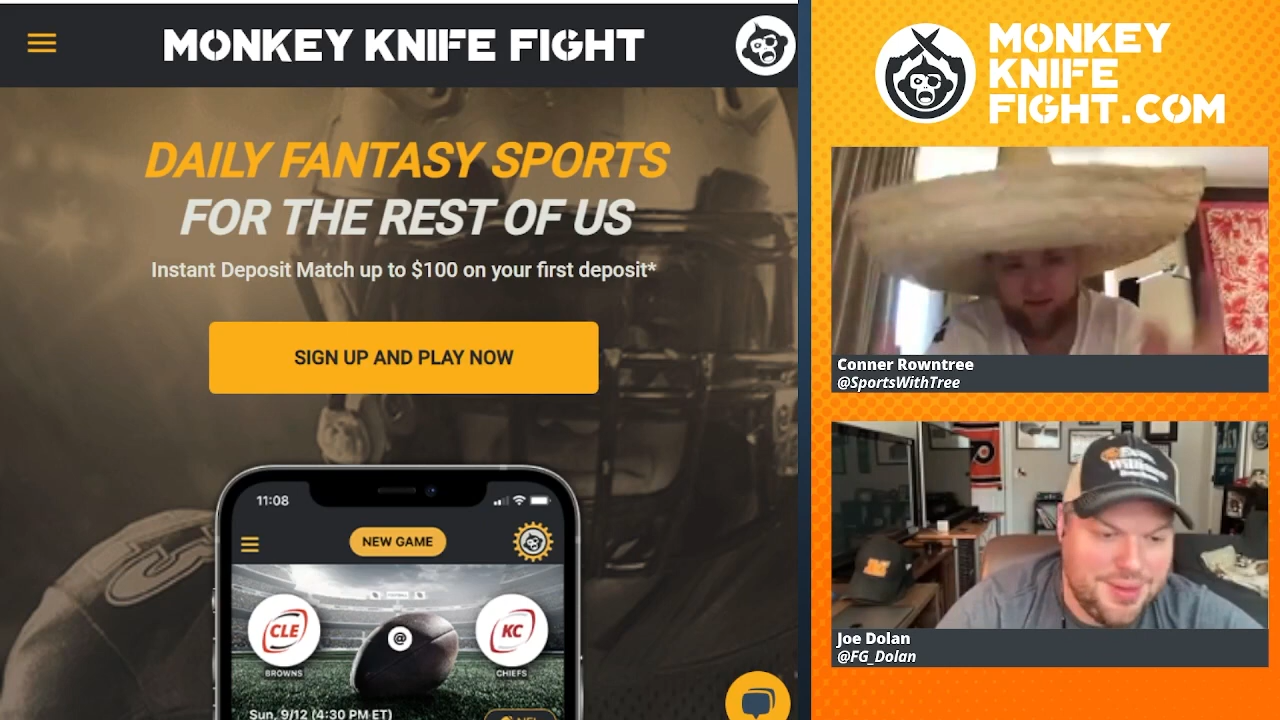 MONKEY KNIFE FIGHT
DAILY FANTASY SPORTS
FOR THE REST OF US
Instant Deposit Match up to $100 on your first deposit*
SIGN UP AND PLAY NOW
11:08
NEW GAME
CLE
@
KC
BROWNS
CHIEFS
Sun, 9/12 (4:30 PM ET)
MONKEY
KNIFE
FIGHT.COM
Conner Rowntree
@SportsWithTree
Joe Dolan
@FG_Dolan